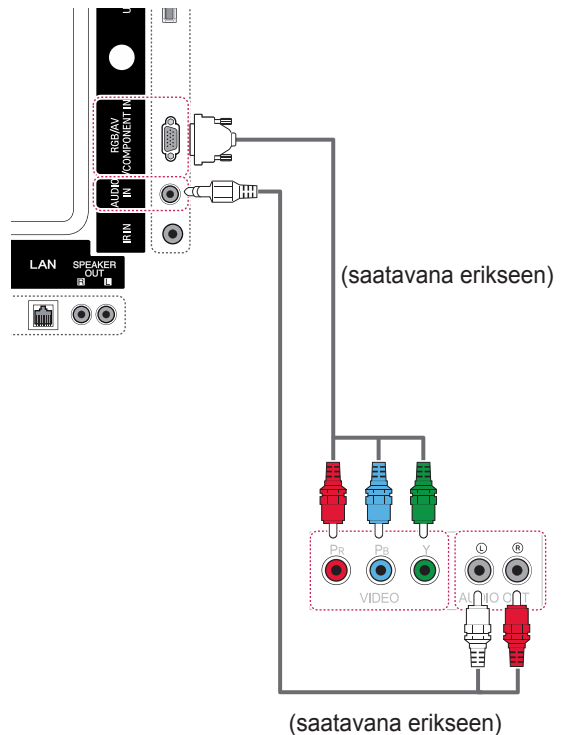 RGB/AV
/COMPONENT IN
AUDIO
IN
IR IN
LAN
SPEAKER
OUT
R L
(saatavana erikseen)
PR PB Y
VIDEO
L R
AUDIO OUT
(saatavana erikseen)